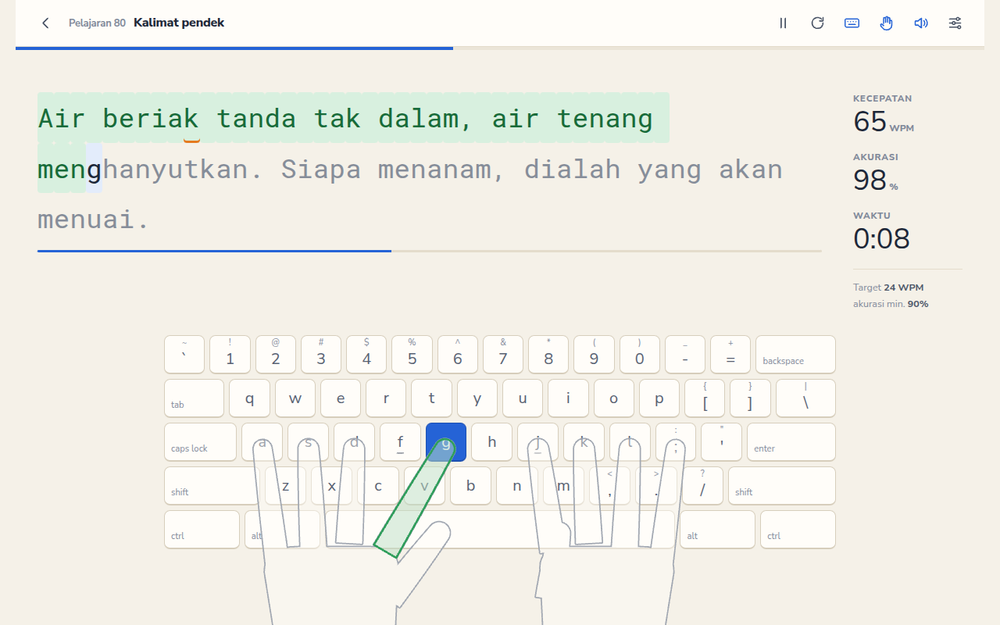 Pelajaran 80 Kalimat pendek
Air beriak tanda tak dalam, air tenang
menghanyutkan. Siapa menanam, dialah yang akan
menuai.
KECEPATAN
65 WPM
AKURASI
98 %
WAKTU
0:08
Target 24 WPM
akurasi min. 90%
~ ! @ # $ % ^ & * ( ) _ +
` 1 2 3 4 5 6 7 8 9 0 - = backspace
{ } |
tab q w e r t y u i o p [ ] \
: "
caps lock a s d f g h j k l ; ' enter
< > ?
shift z x c v b n m , . / shift
ctrl alt alt ctrl